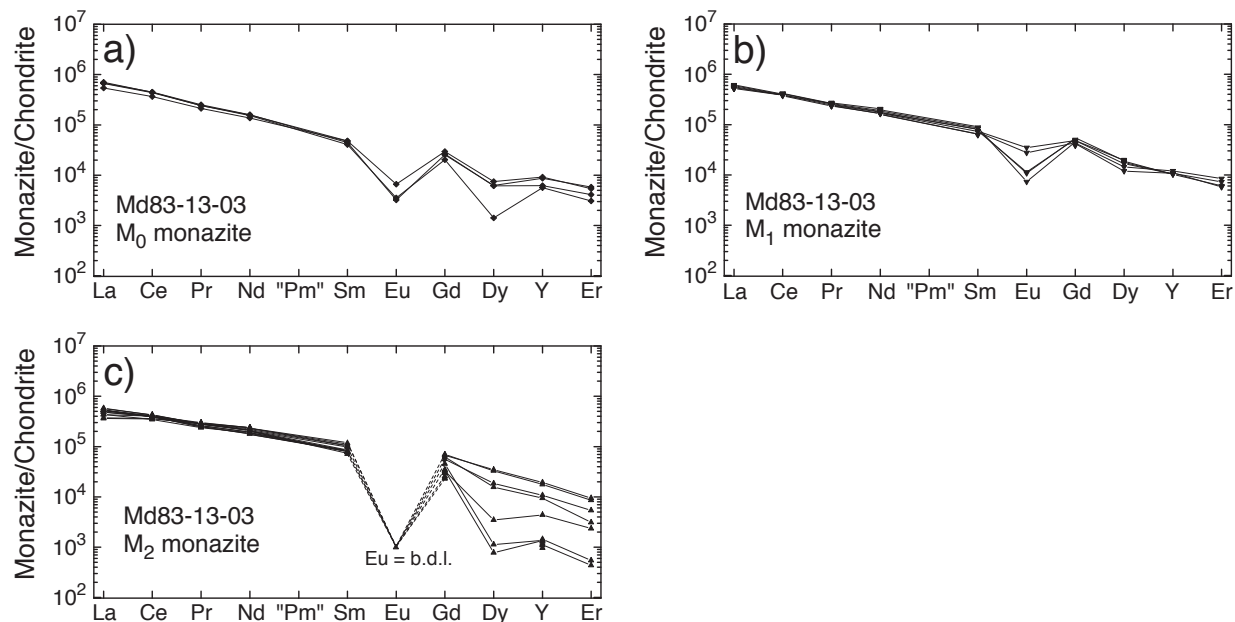 10^7
10^6
10^5
10^4
10^3
10^2
Monazite/Chondrite
a)
Md83-13-03
M_0 monazite
La Ce Pr Nd "Pm" Sm Eu Gd Dy Y Er
10^7
10^6
10^5
10^4
10^3
10^2
Monazite/Chondrite
b)
Md83-13-03
M_1 monazite
La Ce Pr Nd "Pm" Sm Eu Gd Dy Y Er
10^7
10^6
10^5
10^4
10^3
10^2
Monazite/Chondrite
c)
Md83-13-03
M_2 monazite
Eu = b.d.l.
La Ce Pr Nd "Pm" Sm Eu Gd Dy Y Er